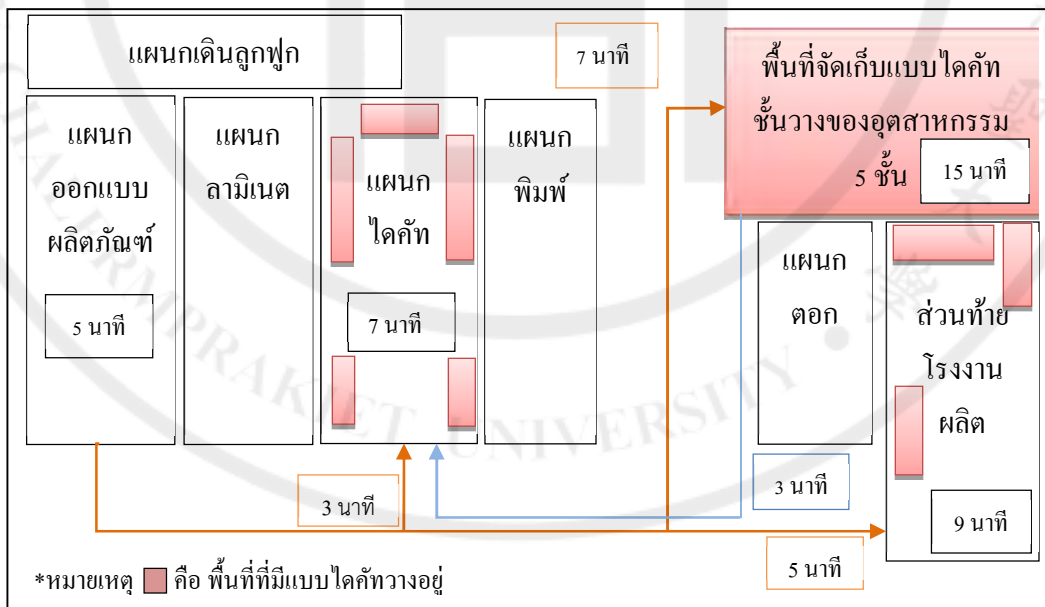 แผนกเดินลูกฟูก
7 นาที
พื้นที่จัดเก็บแบบไดคัท
ชั้นวางของอุตสาหกรรม
5 ชั้น
15 นาที
แผนก
ออกแบบ
ผลิตภัณฑ์
5 นาที
แผนก
ลามิเนต
แผนก
ไดคัท
7 นาที
แผนก
พิมพ์
แผนก
ตอก
ส่วนท้าย
โรงงาน
ผลิต
9 นาที
3 นาที
3 นาที
5 นาที
*หมายเหตุ คือ พื้นที่ที่มีแบบไดคัทวางอยู่
CHALERMPRAKIET UNIVERSITY